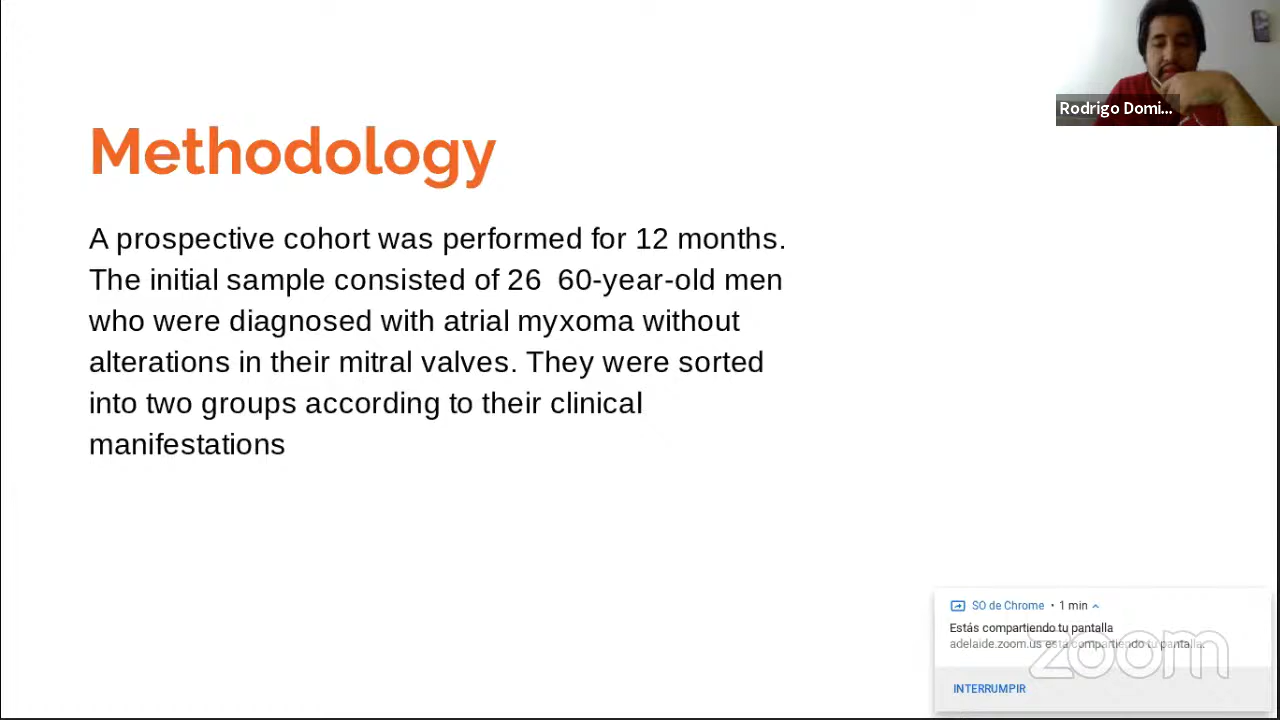 Rodrigo Domi...
Methodology
A prospective cohort was performed for 12 months.
The initial sample consisted of 26  60-year-old men
who were diagnosed with atrial myxoma without
alterations in their mitral valves. They were sorted
into two groups according to their clinical
manifestations
SO de Chrome • 1 min
Estás compartiendo tu pantalla
adelaide.zoom.us está compartiendo tu pantalla.
zoom
INTERRUMPIR